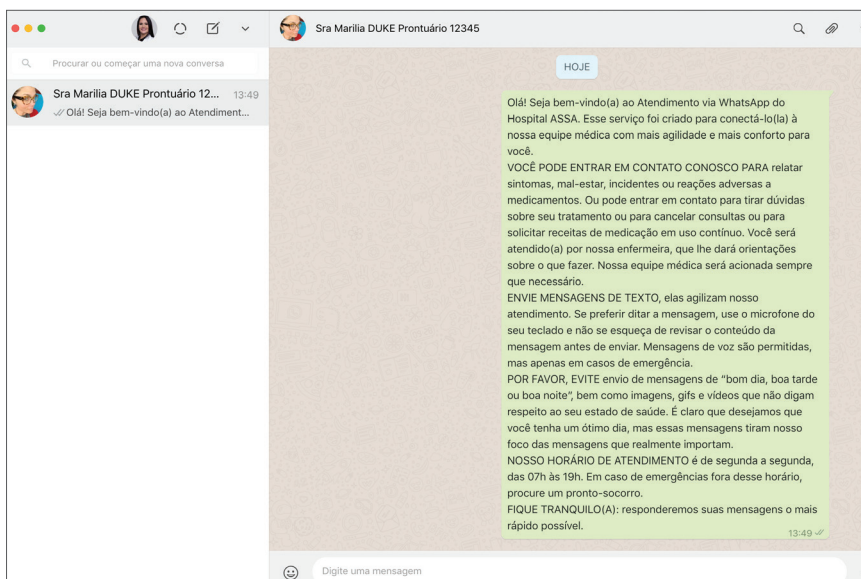 Sra Marilia DUKE Prontuário 12345
Procurar ou começar uma nova conversa
Sra Marilia DUKE Prontuário 12... 13:49
Olá! Seja bem-vindo(a) ao Atendiment...
HOJE
Olá! Seja bem-vindo(a) ao Atendimento via WhatsApp do
Hospital ASSA. Esse serviço foi criado para conectá-lo(la) à
nossa equipe médica com mais agilidade e mais conforto para
você.
VOCÊ PODE ENTRAR EM CONTATO CONOSCO PARA relatar
sintomas, mal-estar, incidentes ou reações adversas a
medicamentos. Ou pode entrar em contato para tirar dúvidas
sobre seu tratamento ou para cancelar consultas ou para
solicitar receitas de medicação em uso contínuo. Você será
atendido(a) por nossa enfermeira, que lhe dará orientações
sobre o que fazer. Nossa equipe médica será acionada sempre
que necessário.
ENVIE MENSAGENS DE TEXTO, elas agilizam nosso
atendimento. Se preferir ditar a mensagem, use o microfone do
seu teclado e não se esqueça de revisar o conteúdo da
mensagem antes de enviar. Mensagens de voz são permitidas,
mas apenas em casos de emergência.
POR FAVOR, EVITE envio de mensagens de “bom dia, boa tarde
ou boa noite”, bem como imagens, gifs e vídeos que não digam
respeito ao seu estado de saúde. É claro que desejamos que
você tenha um ótimo dia, mas essas mensagens tiram nosso
foco das mensagens que realmente importam.
NOSSO HORÁRIO DE ATENDIMENTO é de segunda a segunda,
das 07h às 19h. Em caso de emergências fora desse horário,
procure um pronto-socorro.
FIQUE TRANQUILO(A): responderemos suas mensagens o mais
rápido possível.
13:49
Digite uma mensagem